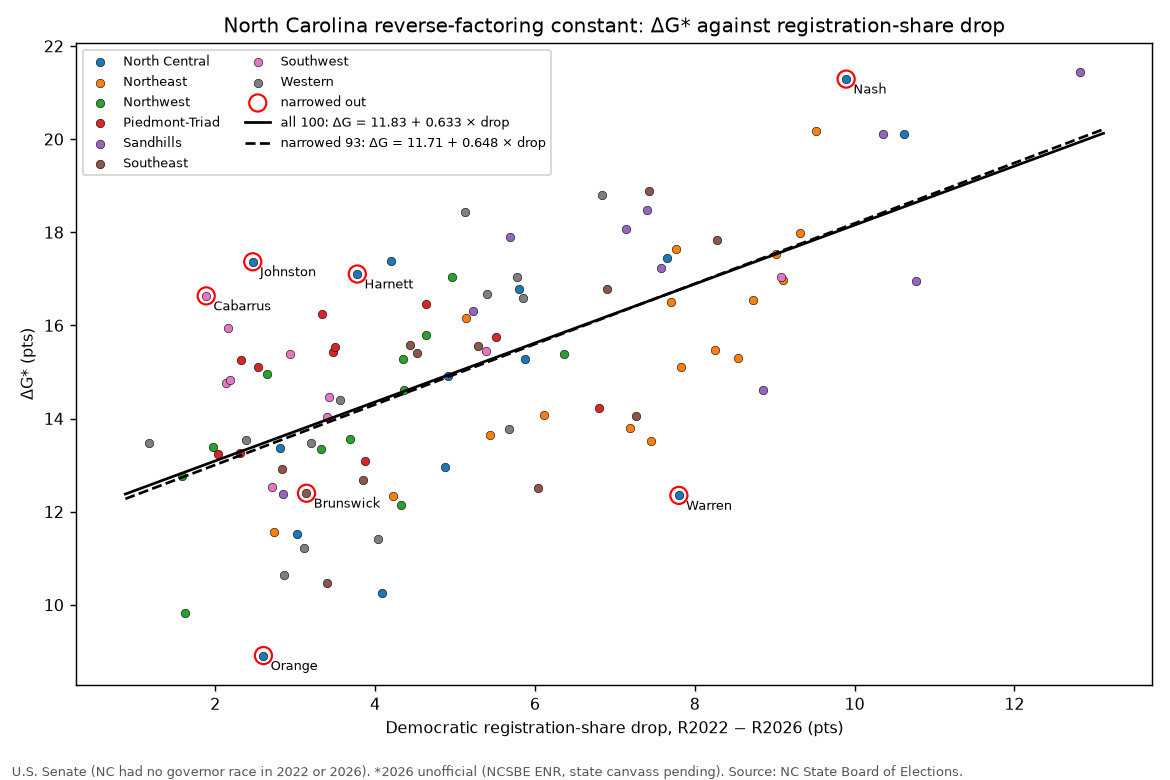 North Carolina reverse-factoring constant: ΔG* against registration-share drop
North Central
Northeast
Northwest
Piedmont-Triad
Sandhills
Southeast
Southwest
Western
narrowed out
all 100: ΔG = 11.83 + 0.633 × drop
narrowed 93: ΔG = 11.71 + 0.648 × drop
22
20
18
16
14
12
10
ΔG* (pts)
Nash
Johnston
Harnett
Cabarrus
Brunswick
Warren
Orange
2 4 6 8 10 12
Democratic registration-share drop, R2022 − R2026 (pts)
U.S. Senate (NC had no governor race in 2022 or 2026). *2026 unofficial (NCSBE ENR, state canvass pending). Source: NC State Board of Elections.